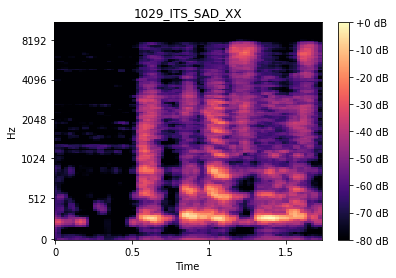 1029_ITS_SAD_XX
8192
4096
2048
1024
512
0
Hz
0
0.5
1
1.5
Time
+0 dB
-10 dB
-20 dB
-30 dB
-40 dB
-50 dB
-60 dB
-70 dB
-80 dB